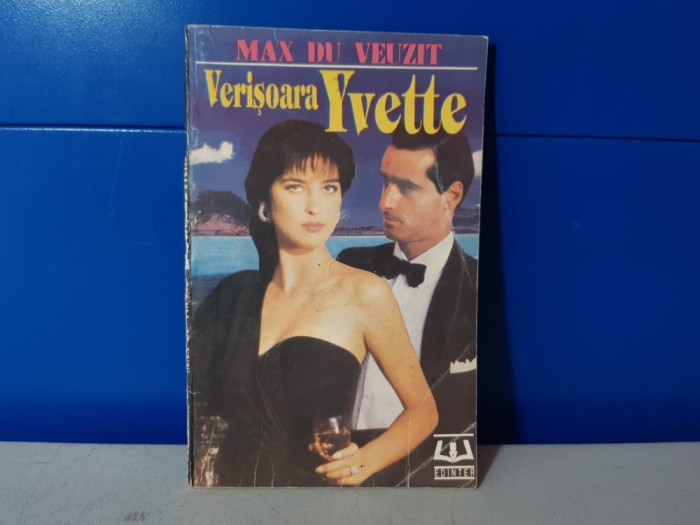 MAX DU VEUZIT
Verișoara Yvette
EDINTER